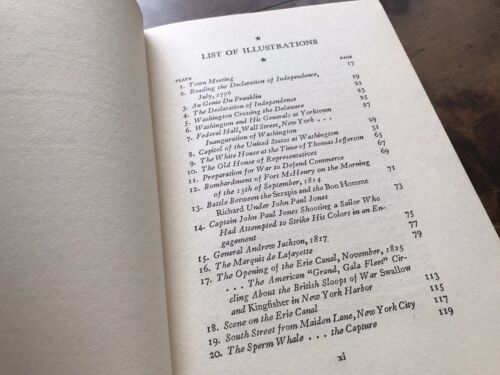 LIST OF ILLUSTRATIONS
PLATE PAGE
1. Town Meeting 17
2. Reading the Declaration of Independence,
July, 1776 19
3. Au Genie Du Franklin 21
4. The Declaration of Independence 23
5. Washington Crossing the Delaware 25
6. Washington and His Generals at Yorktown 27
7. Federal Hall, Wall Street, New York . . .
Inauguration of Washington 29
8. Capitol of the United States at Washington 31
9. The White House at the Time of Thomas Jefferson 65
10. The Old House of Representatives 67
11. Preparation for War to Defend Commerce 69
12. Bombardment of Fort McHenry on the Morning
of the 13th of September, 1814 71
13. Battle Between the Serapis and the Bon Homme
Richard Under John Paul Jones 73
14. Captain John Paul Jones Shooting a Sailor Who
Had Attempted to Strike His Colors in an En-
gagement 75
15. General Andrew Jackson, 1817 77
16. The Marquis de Lafayette 79
17. The Opening of the Erie Canal, November, 1825
. . . The American "Grand, Gala Fleet" Cir-
cling About the British Sloops of War Swallow
and Kingfisher in New York Harbor 113
18. Scene on the Erie Canal 115
19. South Street from Maiden Lane, New York City 117
20. The Sperm Whale . . . the Capture 119
xi